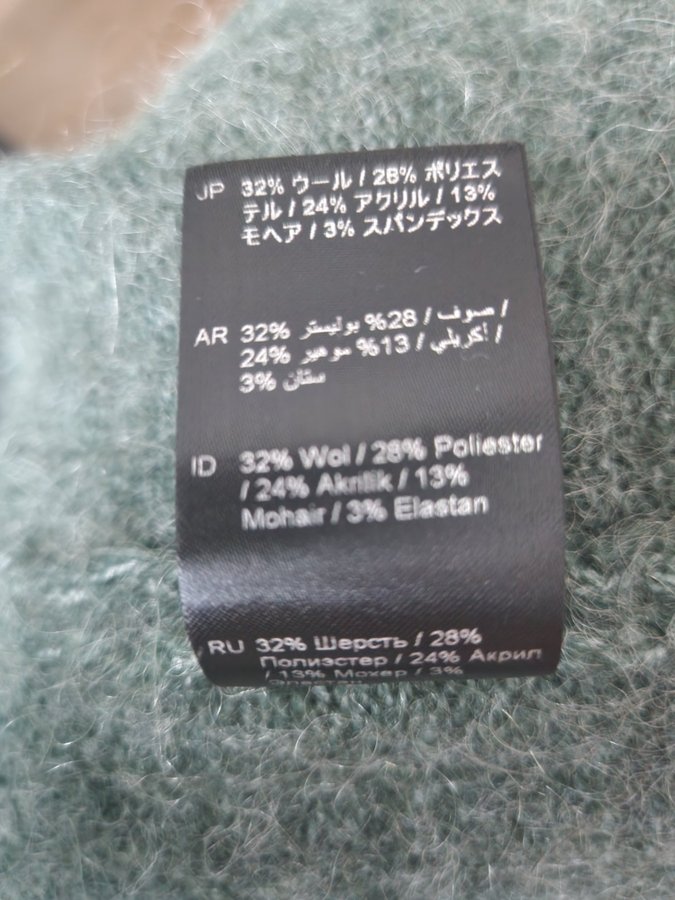 JP 32% ウール / 28% ポリエス
テル / 24% アクリル / 13%
モヘア / 3% スパンデックス
AR 32% صوف / 28% بوليستر /
24% أكريلي / 13% موهير /
3% ستان
ID 32% Wol / 28% Poliester
/ 24% Akrilik / 13%
Mohair / 3% Elastan
RU 32% Шерсть / 28%
Полиэстер / 24% Акрил
/ 13% Мохер / 3%